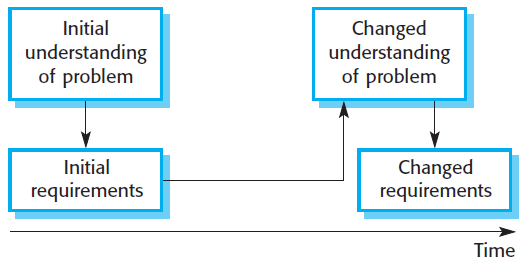 Initial
understanding
of problem
Changed
understanding
of problem
Initial
requirements
Changed
requirements
Time